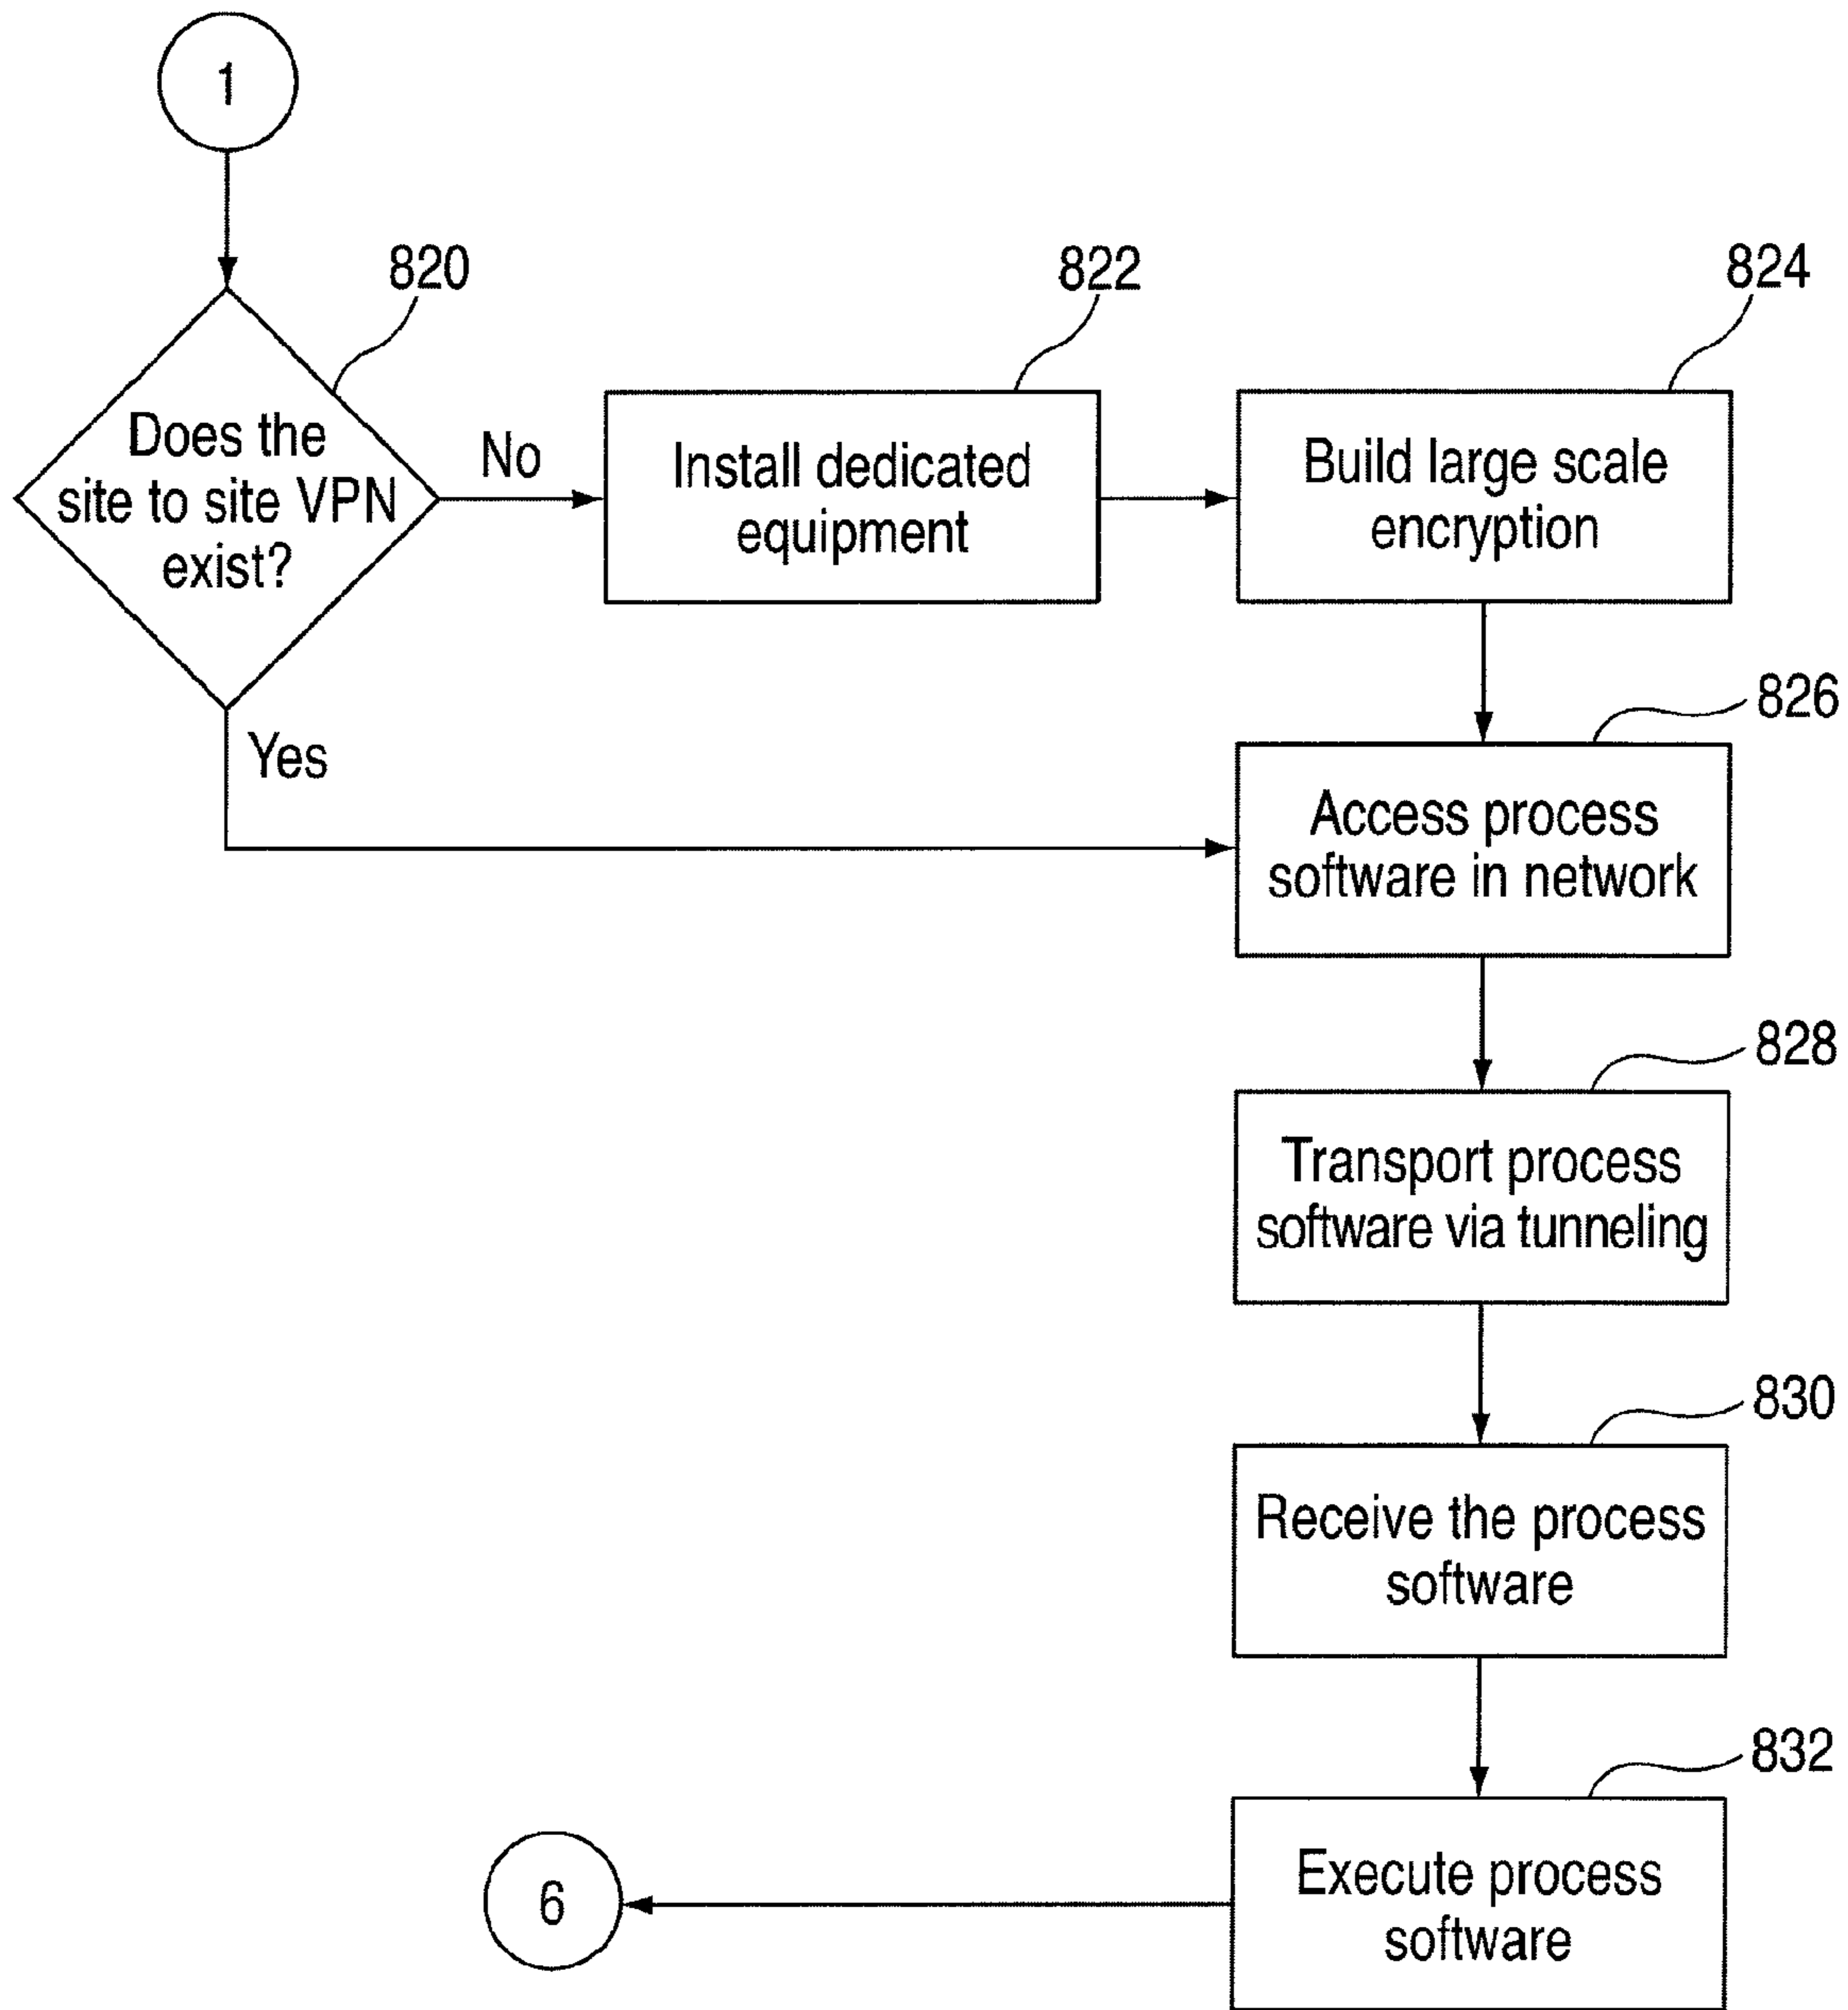 1
820
822
824
Does the
site to site VPN
exist?
No
Install dedicated
equipment
Build large scale
encryption
Yes
826
Access process
software in network
828
Transport process
software via tunneling
830
Receive the process
software
832
Execute process
software
6